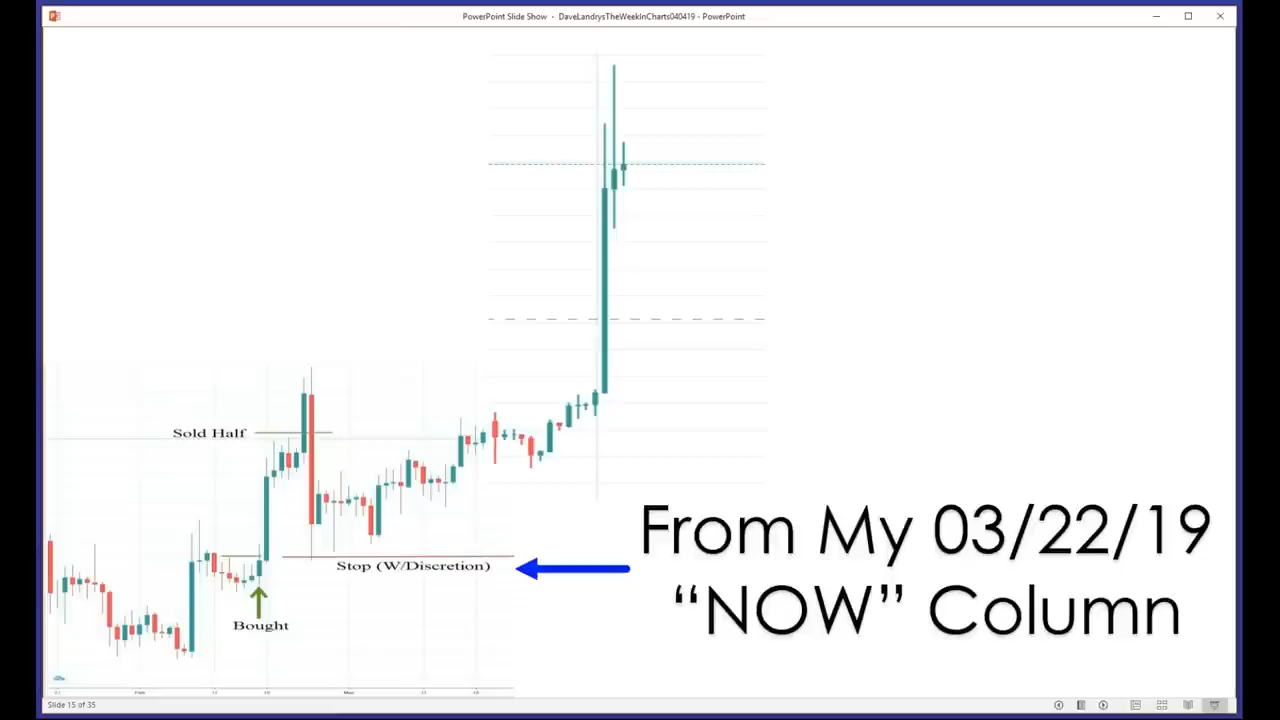 PowerPoint Slide Show - DaveLandrysTheWeekInCharts040419 - PowerPoint
Sold Half
Stop (W/Discretion)
Bought
From My 03/22/19
“NOW” Column
Slide 15 of 35